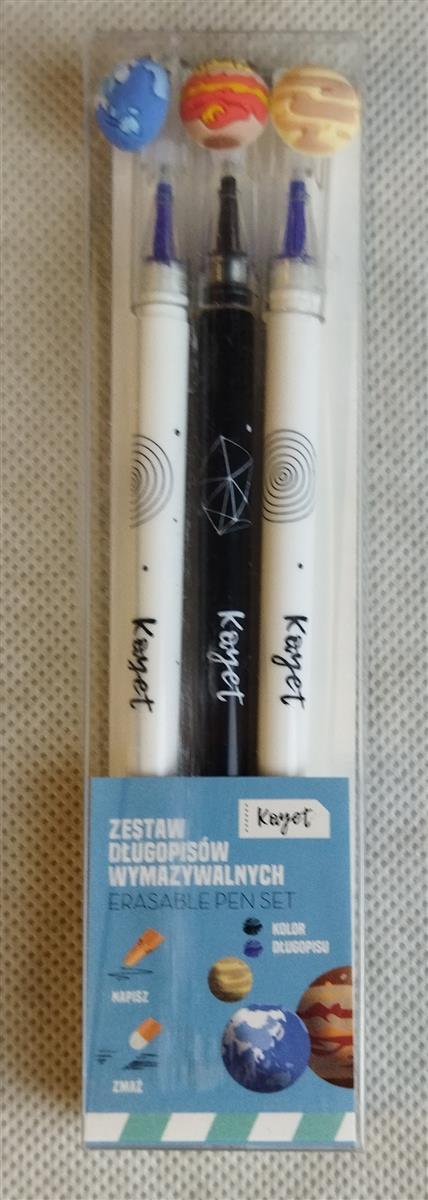 Kayet
Kayet
Kayet
Kayet
ZESTAW
DŁUGOPISÓW
WYMAZYWALNYCH
ERASABLE PEN SET
KOLOR
DŁUGOPISU
NAPISZ
ZMAŻ